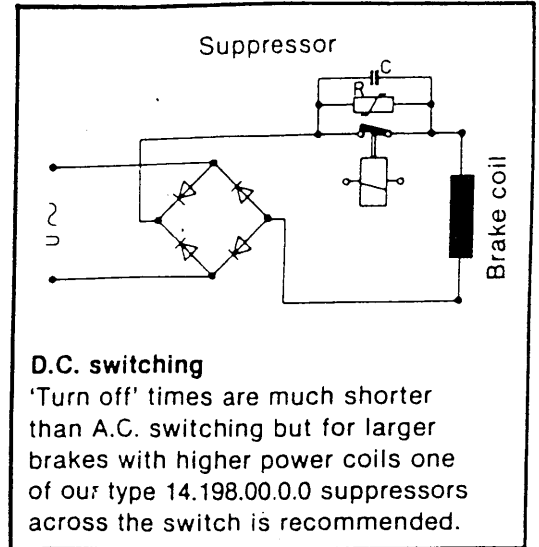 Suppressor
C
R
U ~
Brake coil
D.C. switching
'Turn off' times are much shorter
than A.C. switching but for larger
brakes with higher power coils one
of our type 14.198.00.0.0 suppressors
across the switch is recommended.